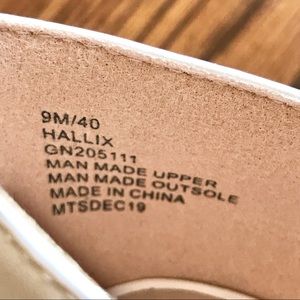 9M/40
HALLIX
GN205111
MAN MADE UPPER
MAN MADE OUTSOLE
MADE IN CHINA
MTSDEC19